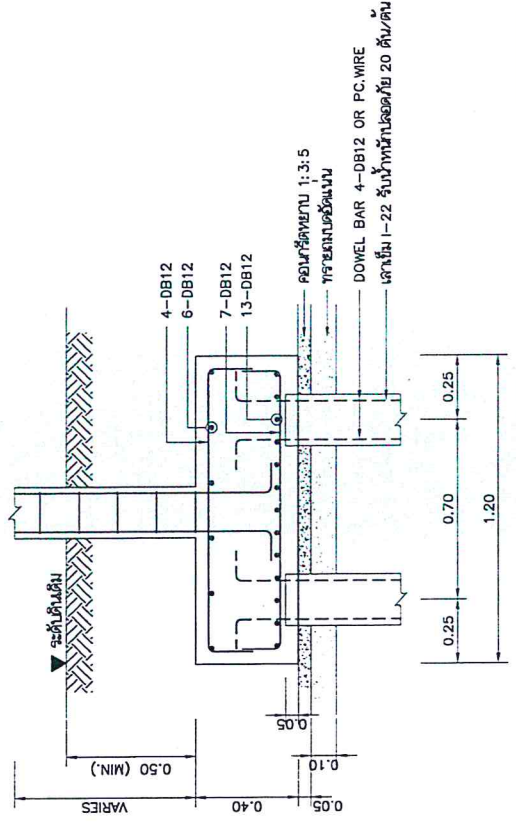 ระดับดินเดิม
VARIES
0.50 (MIN.)
0.40
0.05
0.05
0.10
4-DB12
6-DB12
7-DB12
13-DB12
คอนกรีตหยาบ 1:3:5
ทรายถมบดอัดแน่น
DOWEL BAR 4-DB12 OR PC.WIRE
เสาเข็ม I-22 รับน้ำหนักปลอดภัย 20 ตัน/ต้น
0.25
0.70
0.25
1.20